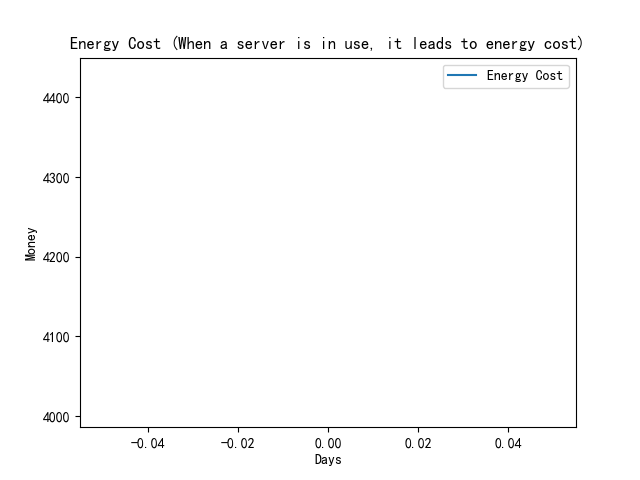 Energy Cost (When a server is in use, it leads to energy cost)
Energy Cost
4400
4300
4200
4100
4000
Money
-0.04
-0.02
0.00
0.02
0.04
Days